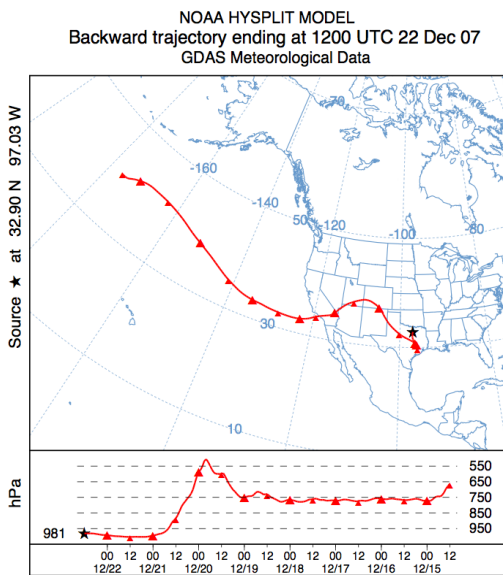 NOAA HYSPLIT MODEL
Backward trajectory ending at 1200 UTC 22 Dec 07
GDAS Meteorological Data
Source ★ at 32.90 N 97.03 W
-70
-160
-140
50
-120
-100
-80
30
10
hPa
981
550
650
750
850
950
00 12 00 12 00 12 00 12 00 12 00 12 00 12 00 12
12/22 12/21 12/20 12/19 12/18 12/17 12/16 12/15